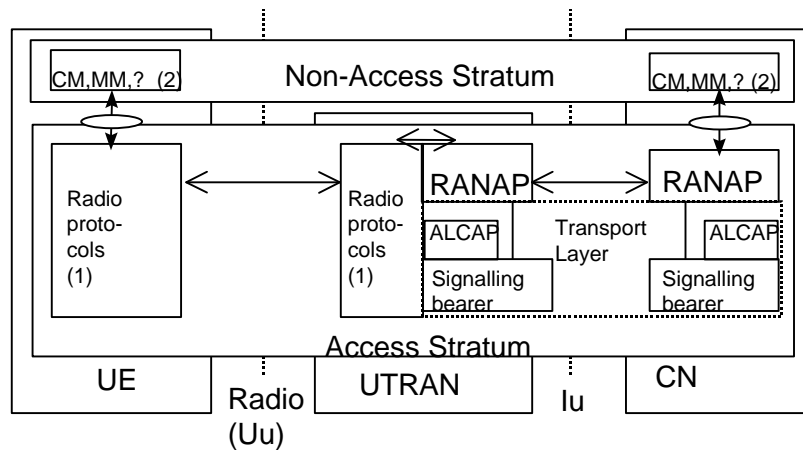 CM,MM,? (2)
Non-Access Stratum
CM,MM,? (2)
Radio
proto-
cols
(1)
Radio
proto-
cols
(1)
RANAP
RANAP
ALCAP
Transport
Layer
ALCAP
Signalling
bearer
Signalling
bearer
Access Stratum
UE
UTRAN
CN
Radio
(Uu)
Iu